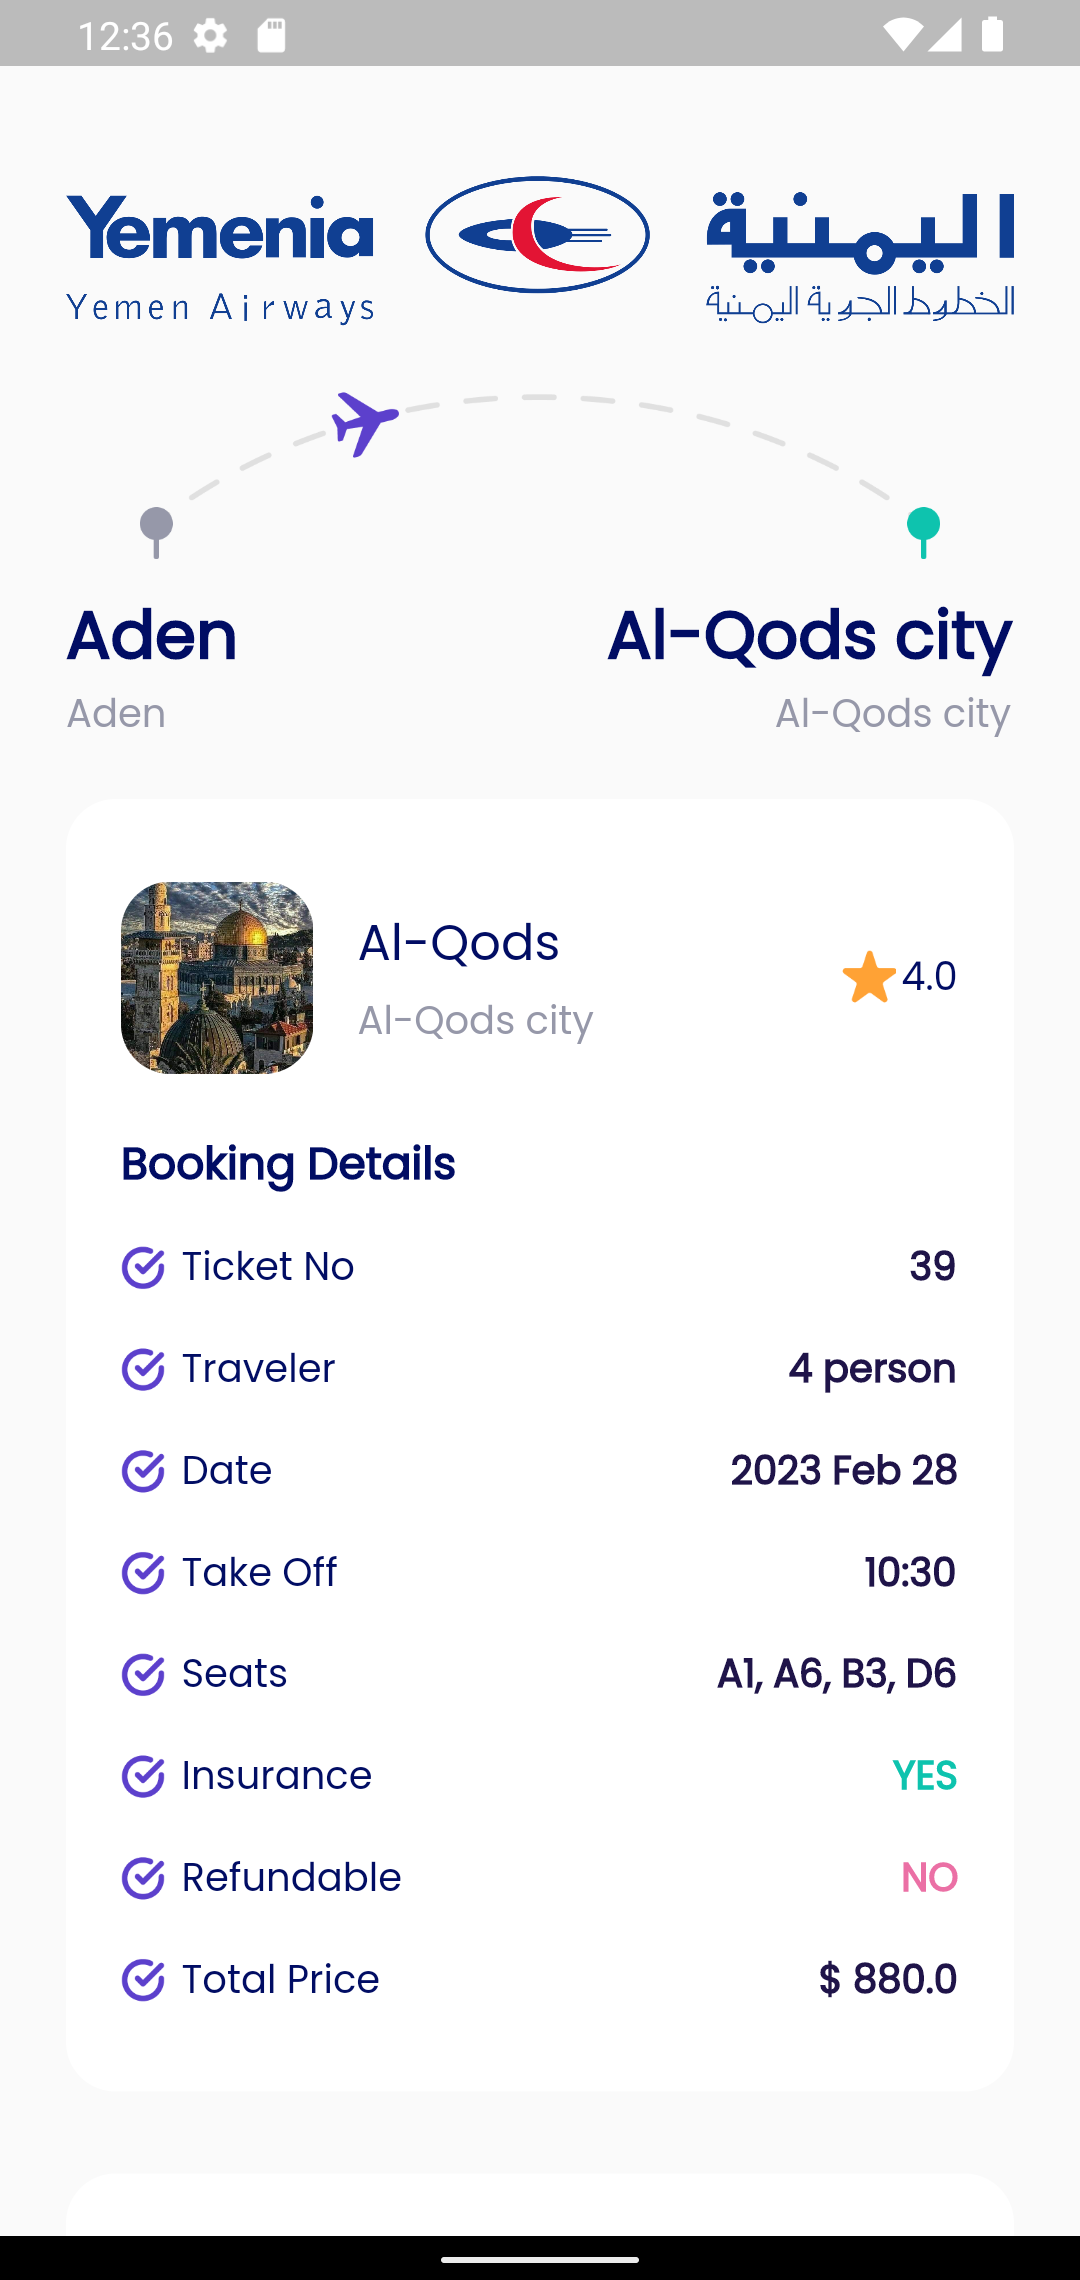 12:36
Yemenia
اليمنية
Yemen Airways
الخطوط الجوية اليمنية
Aden
Al-Qods city
Aden
Al-Qods city
Al-Qods
4.0
Al-Qods city
Booking Details
Ticket No 39
Traveler 4 person
Date 2023 Feb 28
Take Off 10:30
Seats A1, A6, B3, D6
Insurance YES
Refundable NO
Total Price $ 880.0